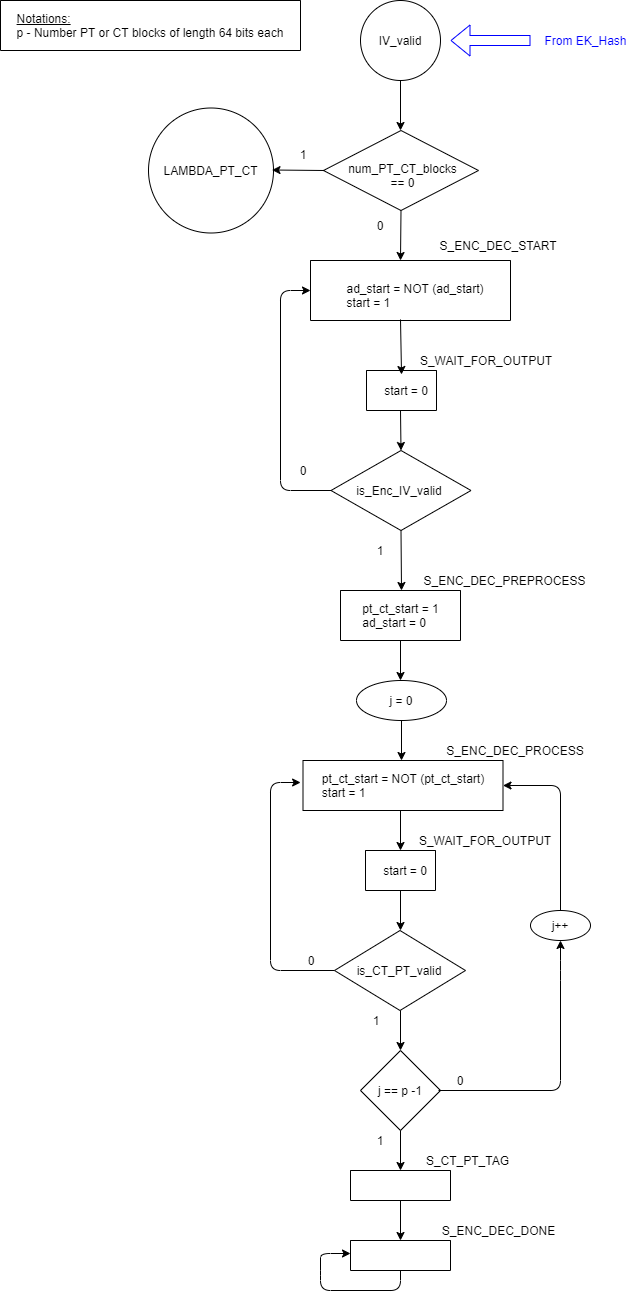 Notations:
p - Number PT or CT blocks of length 64 bits each
IV_valid
From EK_Hash
LAMBDA_PT_CT
1
num_PT_CT_blocks
== 0
0
S_ENC_DEC_START
ad_start = NOT (ad_start)
start = 1
S_WAIT_FOR_OUTPUT
start = 0
0
is_Enc_IV_valid
1
S_ENC_DEC_PREPROCESS
pt_ct_start = 1
ad_start = 0
j = 0
S_ENC_DEC_PROCESS
pt_ct_start = NOT (pt_ct_start)
start = 1
S_WAIT_FOR_OUTPUT
start = 0
j++
0
is_CT_PT_valid
1
j == p -1
0
1
S_CT_PT_TAG
S_ENC_DEC_DONE